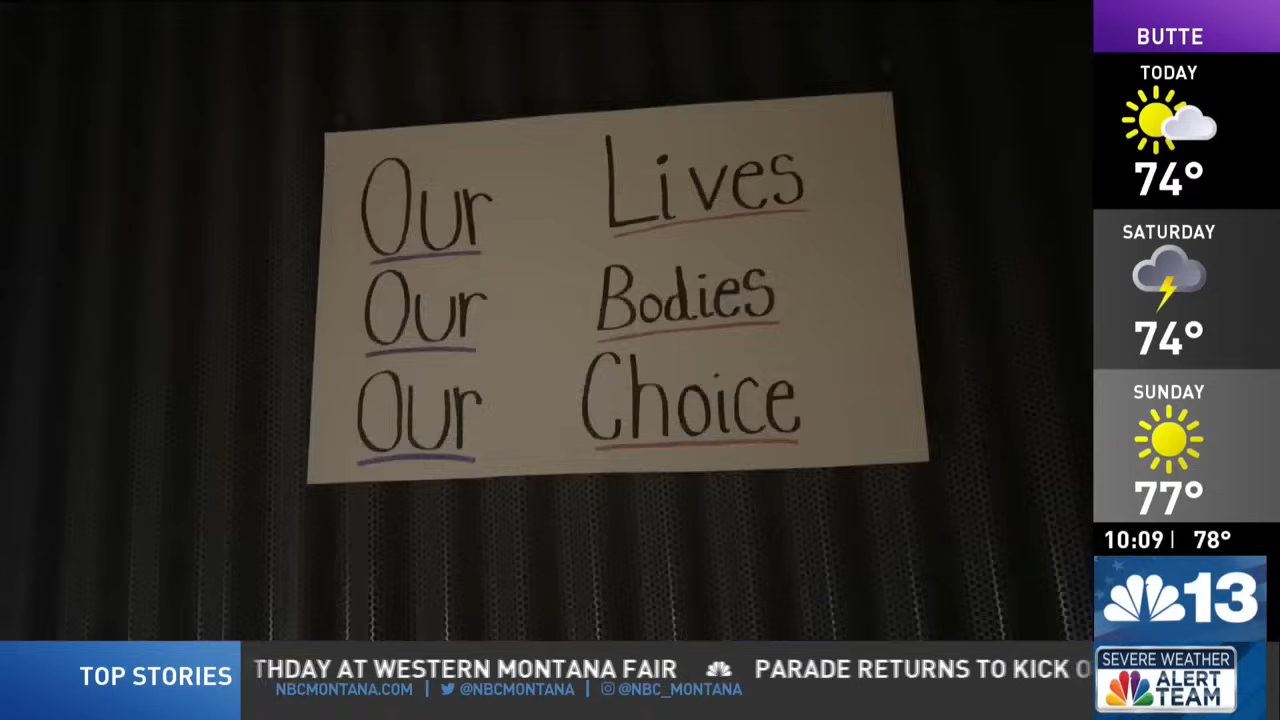 Our Lives
Our Bodies
Our Choice
BUTTE
TODAY
74°
SATURDAY
74°
SUNDAY
77°
10:09 | 78°
13
SEVERE WEATHER
ALERT
TEAM
TOP STORIES
THDAY AT WESTERN MONTANA FAIR PARADE RETURNS TO KICK O
NBCMONTANA.COM | @NBCMONTANA | @NBC_MONTANA